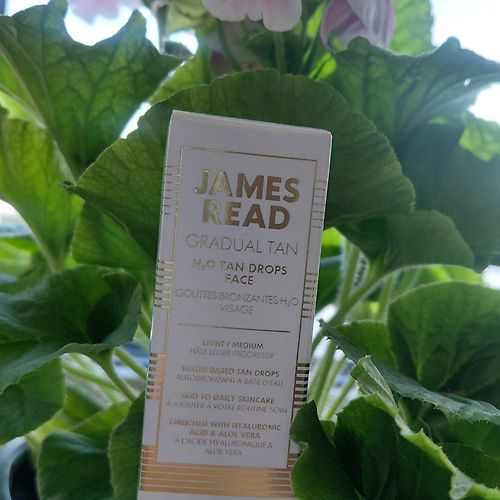 JAMES
READ
GRADUAL TAN
H₂O TAN DROPS
FACE
GOUTTES BRONZANTES H₂O
VISAGE
LIGHT / MEDIUM
HÂLE LÉGER PROGRESSIF
WATER BASED TAN DROPS
AUTOBRONZANT À BASE D'EAU
ADD TO DAILY SKINCARE
À AJOUTER À VOTRE ROUTINE SOIN
ENRICHED WITH HYALURONIC
ACID & ALOE VERA
À L'ACIDE HYALURONIQUE &
ALOE VERA